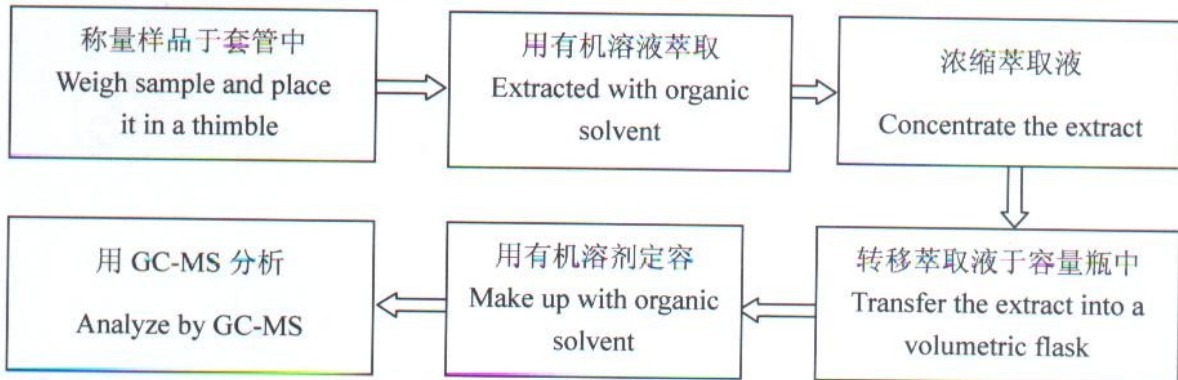 称量样品于套管中
Weigh sample and place
it in a thimble
用有机溶液萃取
Extracted with organic
solvent
浓缩萃取液
Concentrate the extract
转移萃取液于容量瓶中
Transfer the extract into a
volumetric flask
用有机溶剂定容
Make up with organic
solvent
用 GC-MS 分析
Analyze by GC-MS